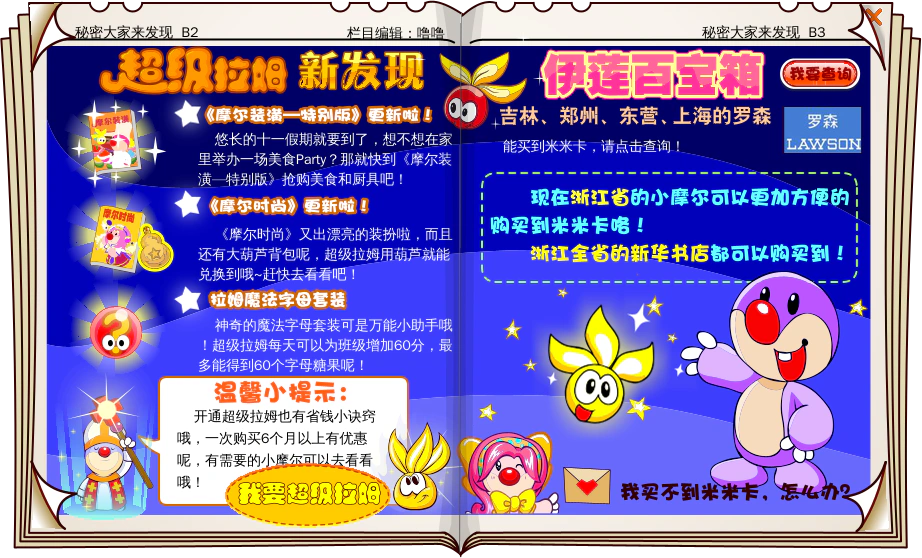 秘密大家来发现 B2
栏目编辑：噜噜
超级拉姆 新发现
《摩尔装潢—特别版》更新啦！
悠长的十一假期就要到了，想不想在家
里举办一场美食Party？那就快到《摩尔装
潢—特别版》抢购美食和厨具吧！
摩尔装潢
《摩尔时尚》更新啦！
《摩尔时尚》又出漂亮的装扮啦，而且
还有大葫芦背包呢，超级拉姆用葫芦就能
兑换到哦~赶快去看看吧！
摩尔时尚
拉姆魔法字母套装
神奇的魔法字母套装可是万能小助手哦
！超级拉姆每天可以为班级增加60分，最
多能得到60个字母糖果呢！
温馨小提示：
开通超级拉姆也有省钱小诀窍
哦，一次购买6个月以上有优惠
呢，有需要的小摩尔可以去看看
哦！
我要超级拉姆
秘密大家来发现 B3
伊莲百宝箱
我要查询
吉林、郑州、东营、上海的罗森
能买到米米卡，请点击查询！
罗森
LAWSON
现在浙江省的小摩尔可以更加方便的
购买到米米卡咯！
浙江全省的新华书店都可以购买到！
我买不到米米卡，怎么办？